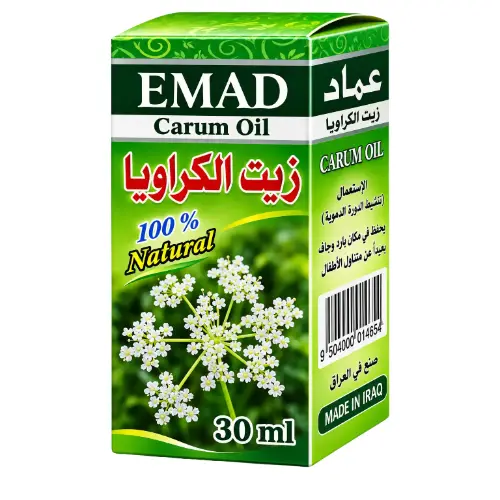 EMAD
Carum Oil
زيت الكراويا
100 %
Natural
30 ml
عماد
زيت الكراويا
CARUM OIL
الإستعمال
(تنشيط الدورة الدموية)
يحفظ في مكان بارد وجاف
بعيداً عن متناول الأطفال
9 504000 014654
صنع في العراق
MADE IN IRAQ